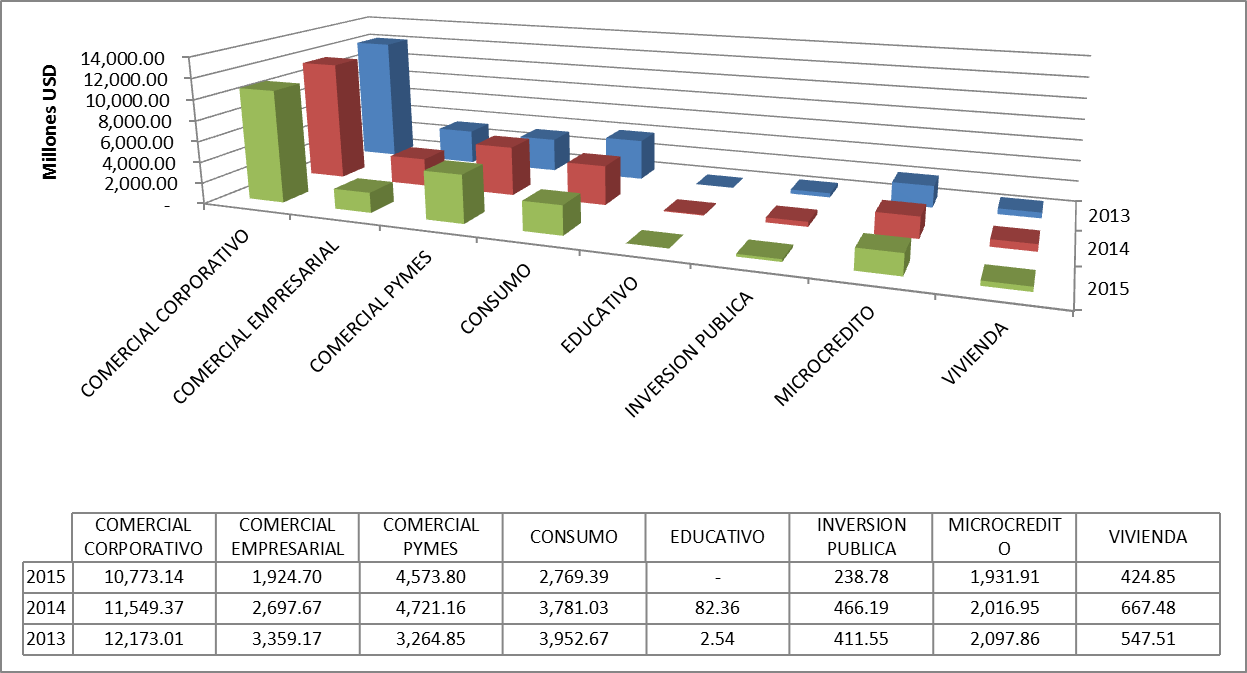 Millones USD
14,000.00
12,000.00
10,000.00
8,000.00
6,000.00
4,000.00
2,000.00
-
2013
2014
2015
COMERCIAL CORPORATIVO
COMERCIAL EMPRESARIAL
COMERCIAL PYMES
CONSUMO
EDUCATIVO
INVERSION PUBLICA
MICROCREDITO
VIVIENDA
COMERCIAL CORPORATIVO COMERCIAL EMPRESARIAL COMERCIAL PYMES CONSUMO EDUCATIVO INVERSION PUBLICA MICROCREDIT O VIVIENDA
2015 10,773.14 1,924.70 4,573.80 2,769.39 - 238.78 1,931.91 424.85
2014 11,549.37 2,697.67 4,721.16 3,781.03 82.36 466.19 2,016.95 667.48
2013 12,173.01 3,359.17 3,264.85 3,952.67 2.54 411.55 2,097.86 547.51